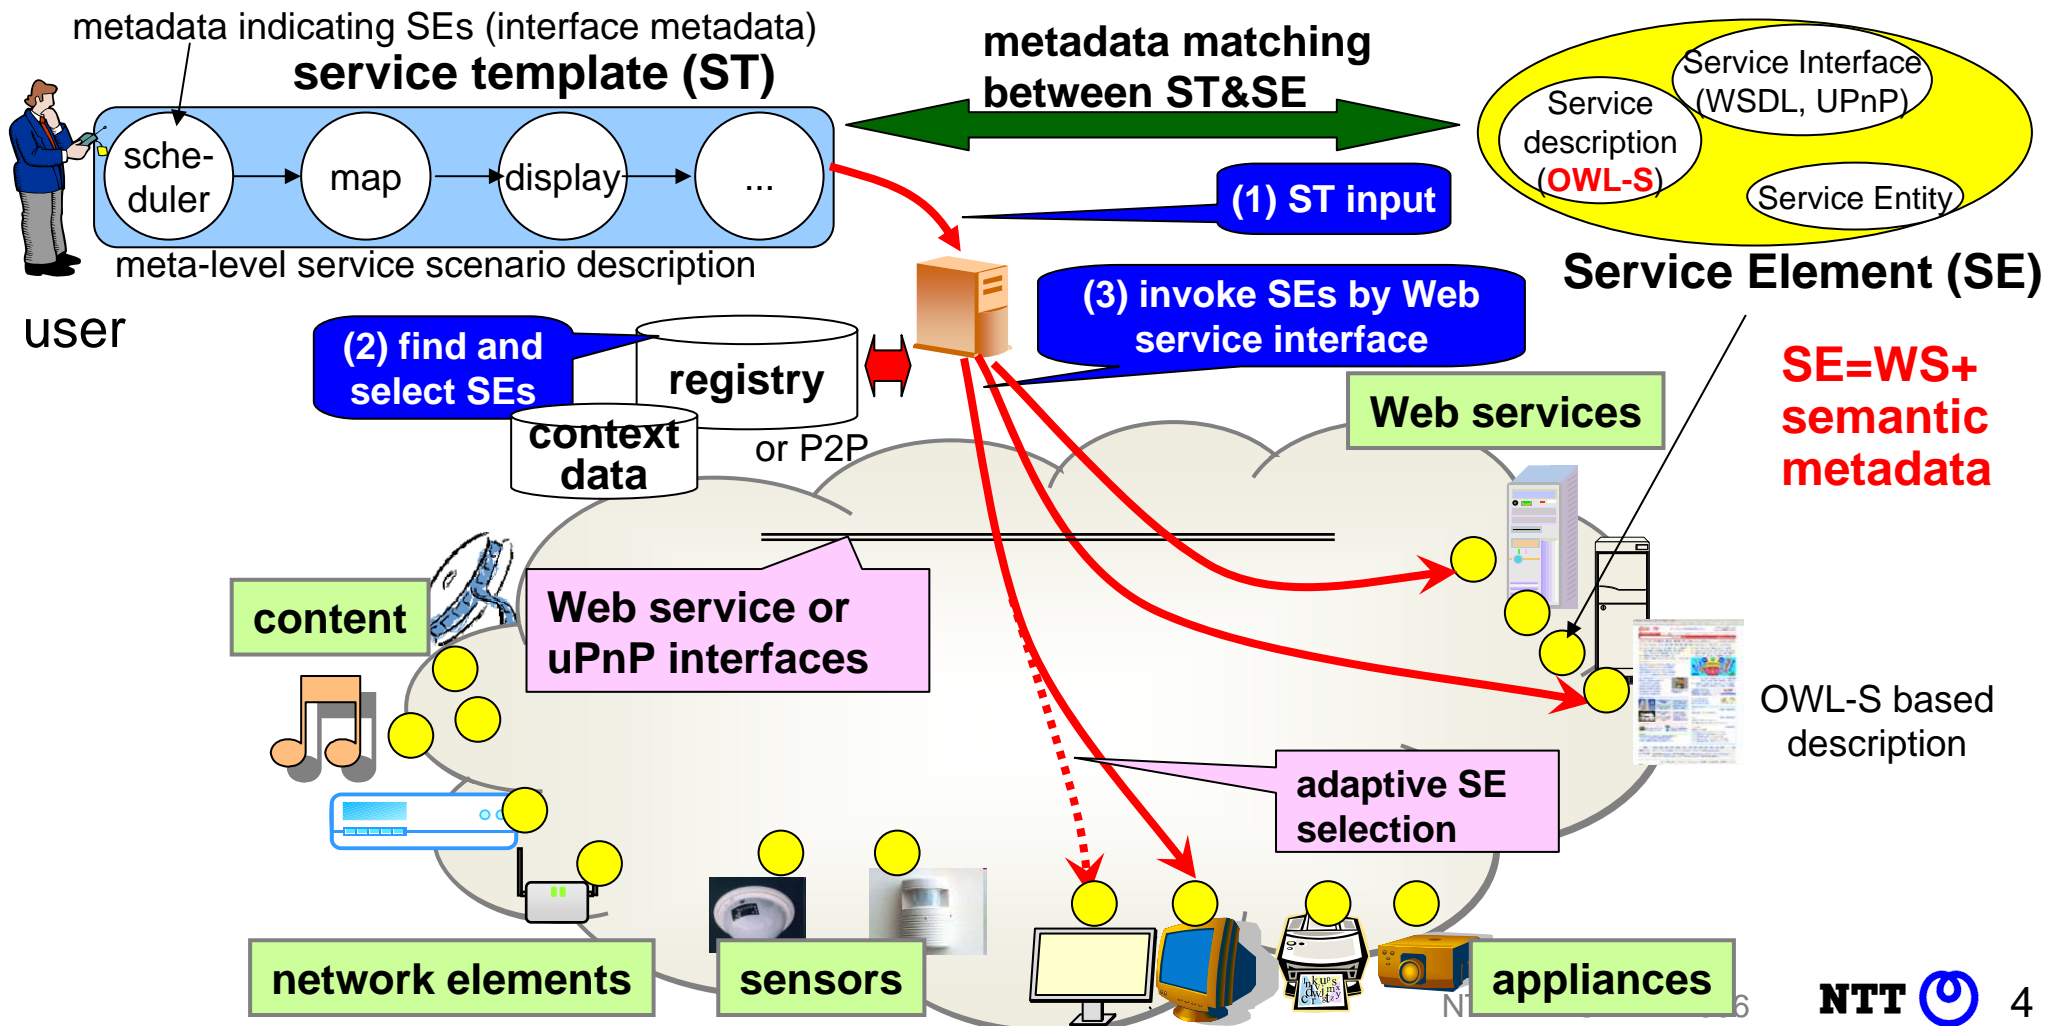 metadata indicating SEs (interface metadata)
service template (ST)
sche-
duler
map
display
...
meta-level service scenario description
user
metadata matching
between ST&SE
Service Interface
(WSDL, UPnP)
Service
description
(OWL-S)
Service Entity
Service Element (SE)
(1) ST input
(2) find and
select SEs
(3) invoke SEs by Web
service interface
registry
context
data
or P2P
SE=WS+
semantic
metadata
Web services
content
Web service or
uPnP interfaces
OWL-S based
description
adaptive SE
selection
network elements
sensors
appliances
NTT
4